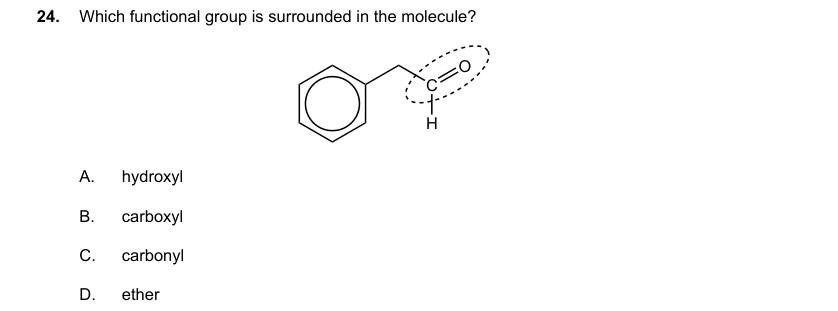 24. Which functional group is surrounded in the molecule?
O
C
H
A. hydroxyl
B. carboxyl
C. carbonyl
D. ether